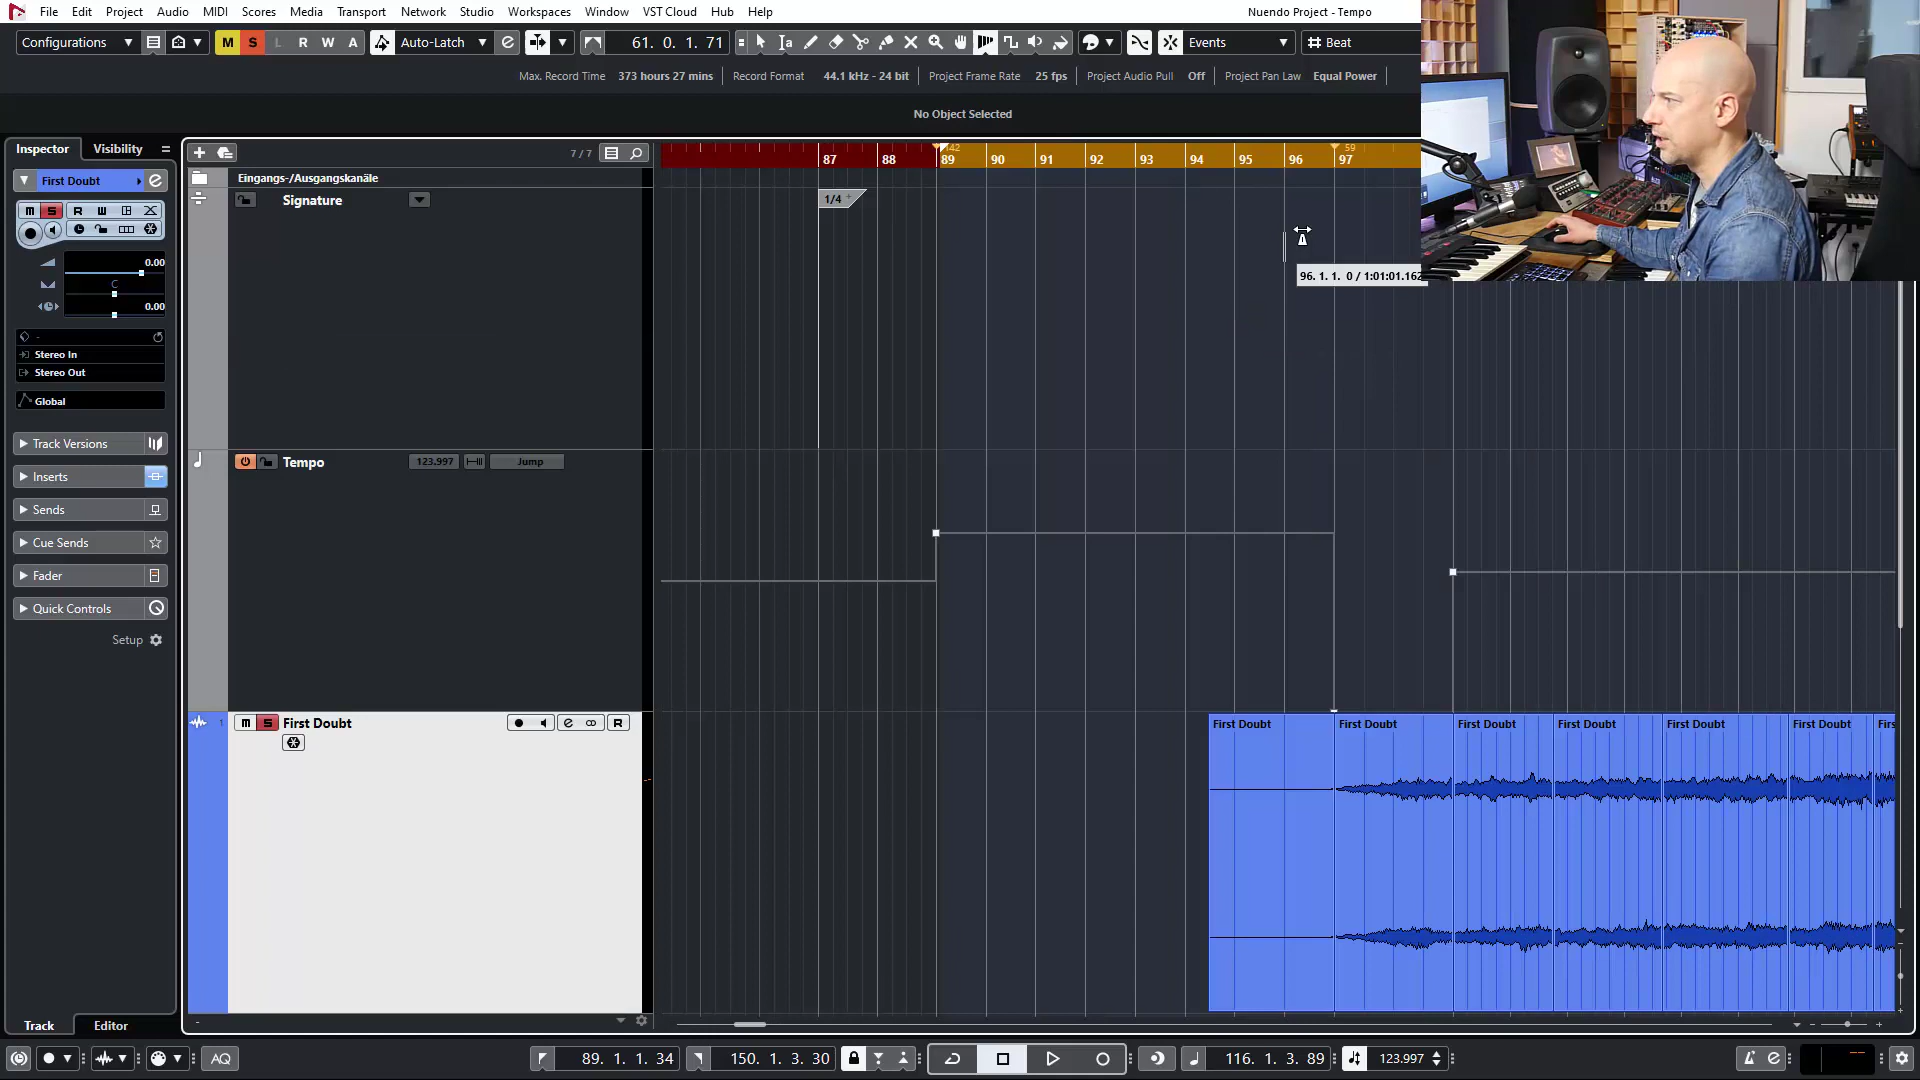 File Edit Project Audio MIDI Scores Media Transport Network Studio Workspaces Window VST Cloud Hub Help
Nuendo Project - Tempo
Configurations M S L R W A Auto-Latch 61. 0. 1. 71 Events Beat
Max. Record Time 373 hours 27 mins Record Format 44.1 kHz - 24 bit Project Frame Rate 25 fps Project Audio Pull Off Project Pan Law Equal Power
No Object Selected
Inspector Visibility 7 / 7
142 59
87 88 89 90 91 92 93 94 95 96 97
First Doubt
Eingangs-/Ausgangskanäle
Signature
1/4
M S R W
96. 1. 1. 0 / 1:01:01.162
0.00
C
0.00
-
Stereo In
Stereo Out
Global
Track Versions
Inserts
Sends
Cue Sends
Fader
Quick Controls
Setup
Tempo 123.997 Jump
1 M S First Doubt R
First Doubt First Doubt First Doubt First Doubt First Doubt First Doubt Firs
Track Editor
-
AQ 89. 1. 1. 34 150. 1. 3. 30 116. 1. 3. 89 123.997